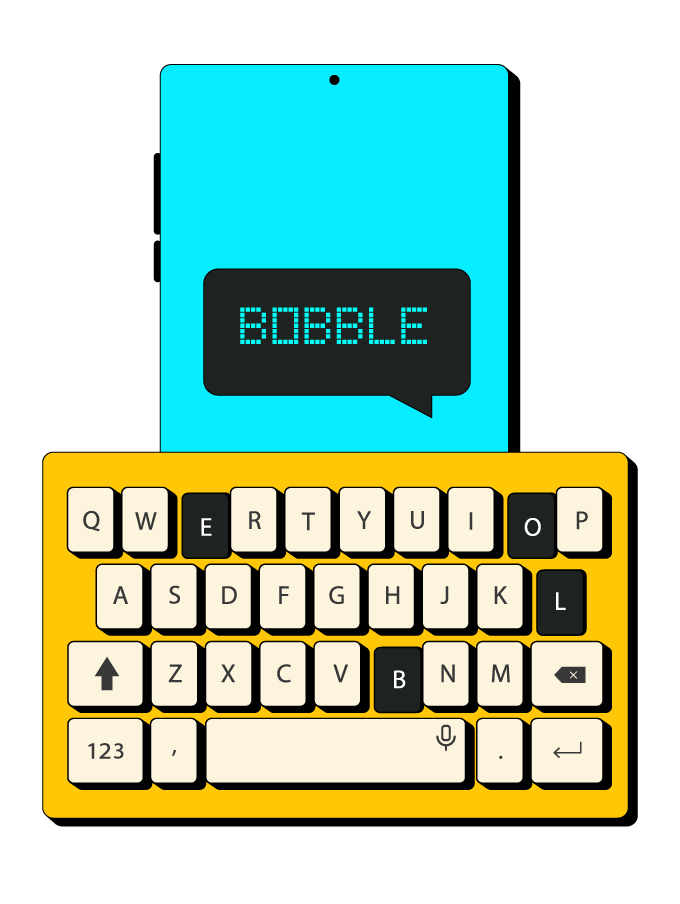 BOBBLE
Q W E R T Y U I O P
A S D F G H J K L
Z X C V B N M
123 , .